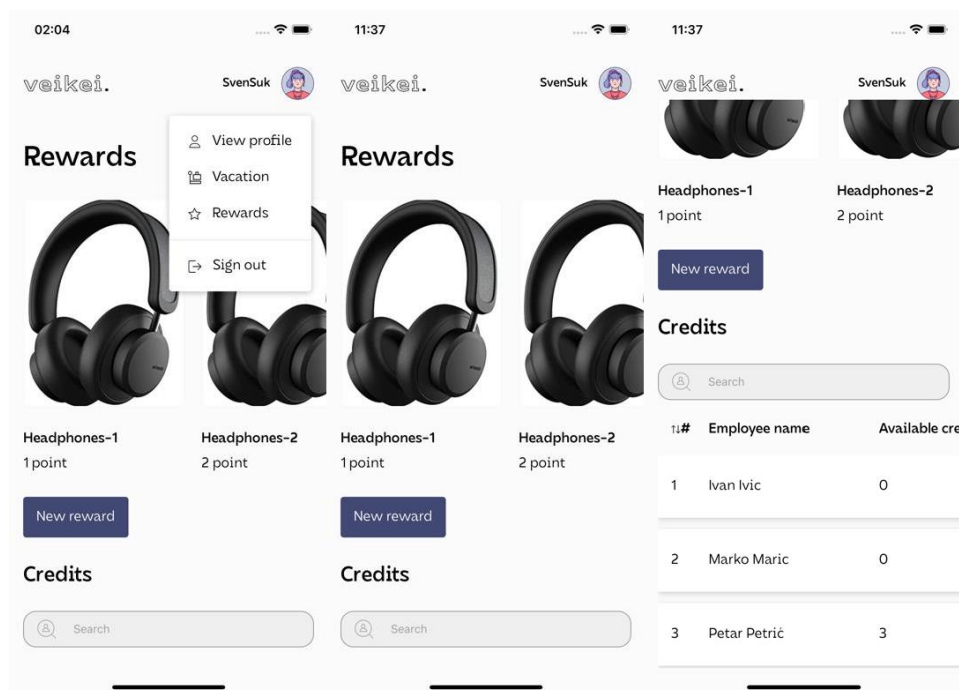 02:04
veikei.
SvenSuk
View profile
Rewards
Vacation
Rewards
Sign out
Headphones-1
Headphones-2
1 point
2 point
New reward
Credits
Search
11:37
veikei.
SvenSuk
Rewards
Headphones-1
Headphones-2
1 point
2 point
New reward
Credits
Search
11:37
veikei.
SvenSuk
Headphones-1
Headphones-2
1 point
2 point
New reward
Credits
Search
↑↓# Employee name Available cre
1 Ivan Ivic 0
2 Marko Maric 0
3 Petar Petrić 3